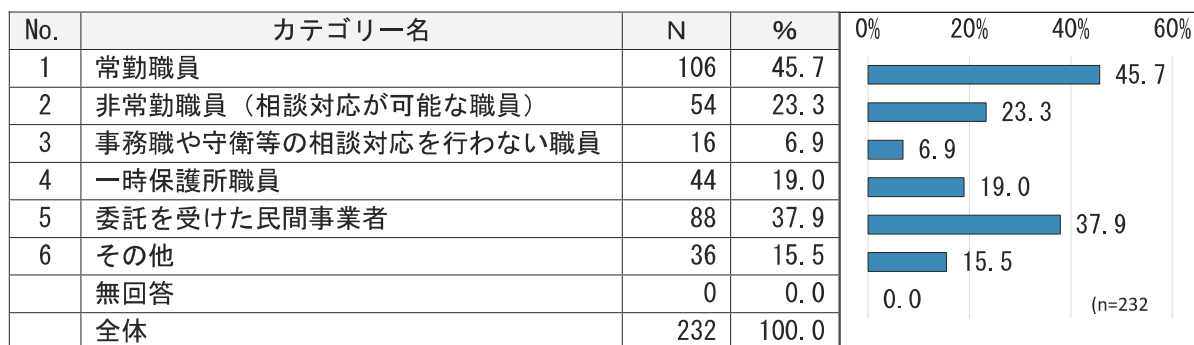 No. カテゴリー名 N % 0% 20% 40% 60%
1 常勤職員 106 45.7 45.7
2 非常勤職員（相談対応が可能な職員） 54 23.3 23.3
3 事務職や守衛等の相談対応を行わない職員 16 6.9 6.9
4 一時保護所職員 44 19.0 19.0
5 委託を受けた民間事業者 88 37.9 37.9
6 その他 36 15.5 15.5
無回答 0 0.0 0.0 (n=232
全体 232 100.0